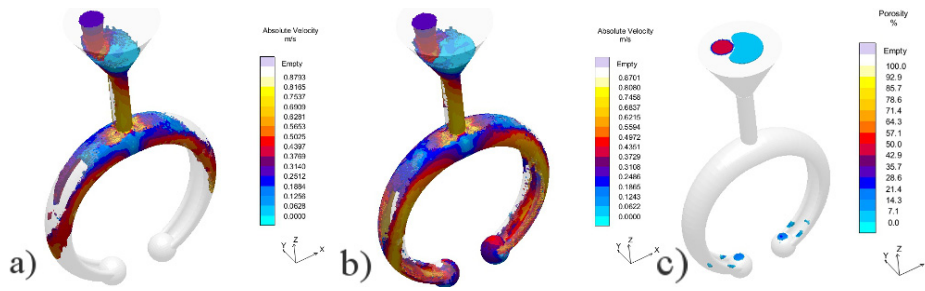 Absolute Velocity
m/s
Empty
0.8793
0.8165
0.7537
0.6909
0.6281
0.5653
0.5025
0.4397
0.3769
0.3140
0.2512
0.1884
0.1256
0.0628
0.0000
Z
Y
X
a)
Absolute Velocity
m/s
Empty
0.8701
0.8080
0.7458
0.6837
0.6215
0.5594
0.4972
0.4351
0.3729
0.3108
0.2486
0.1865
0.1243
0.0622
0.0000
Z
Y
X
b)
Porosity
%
Empty
100.0
92.9
85.7
78.6
71.4
64.3
57.1
50.0
42.9
35.7
28.6
21.4
14.3
7.1
0.0
Z
Y
c)